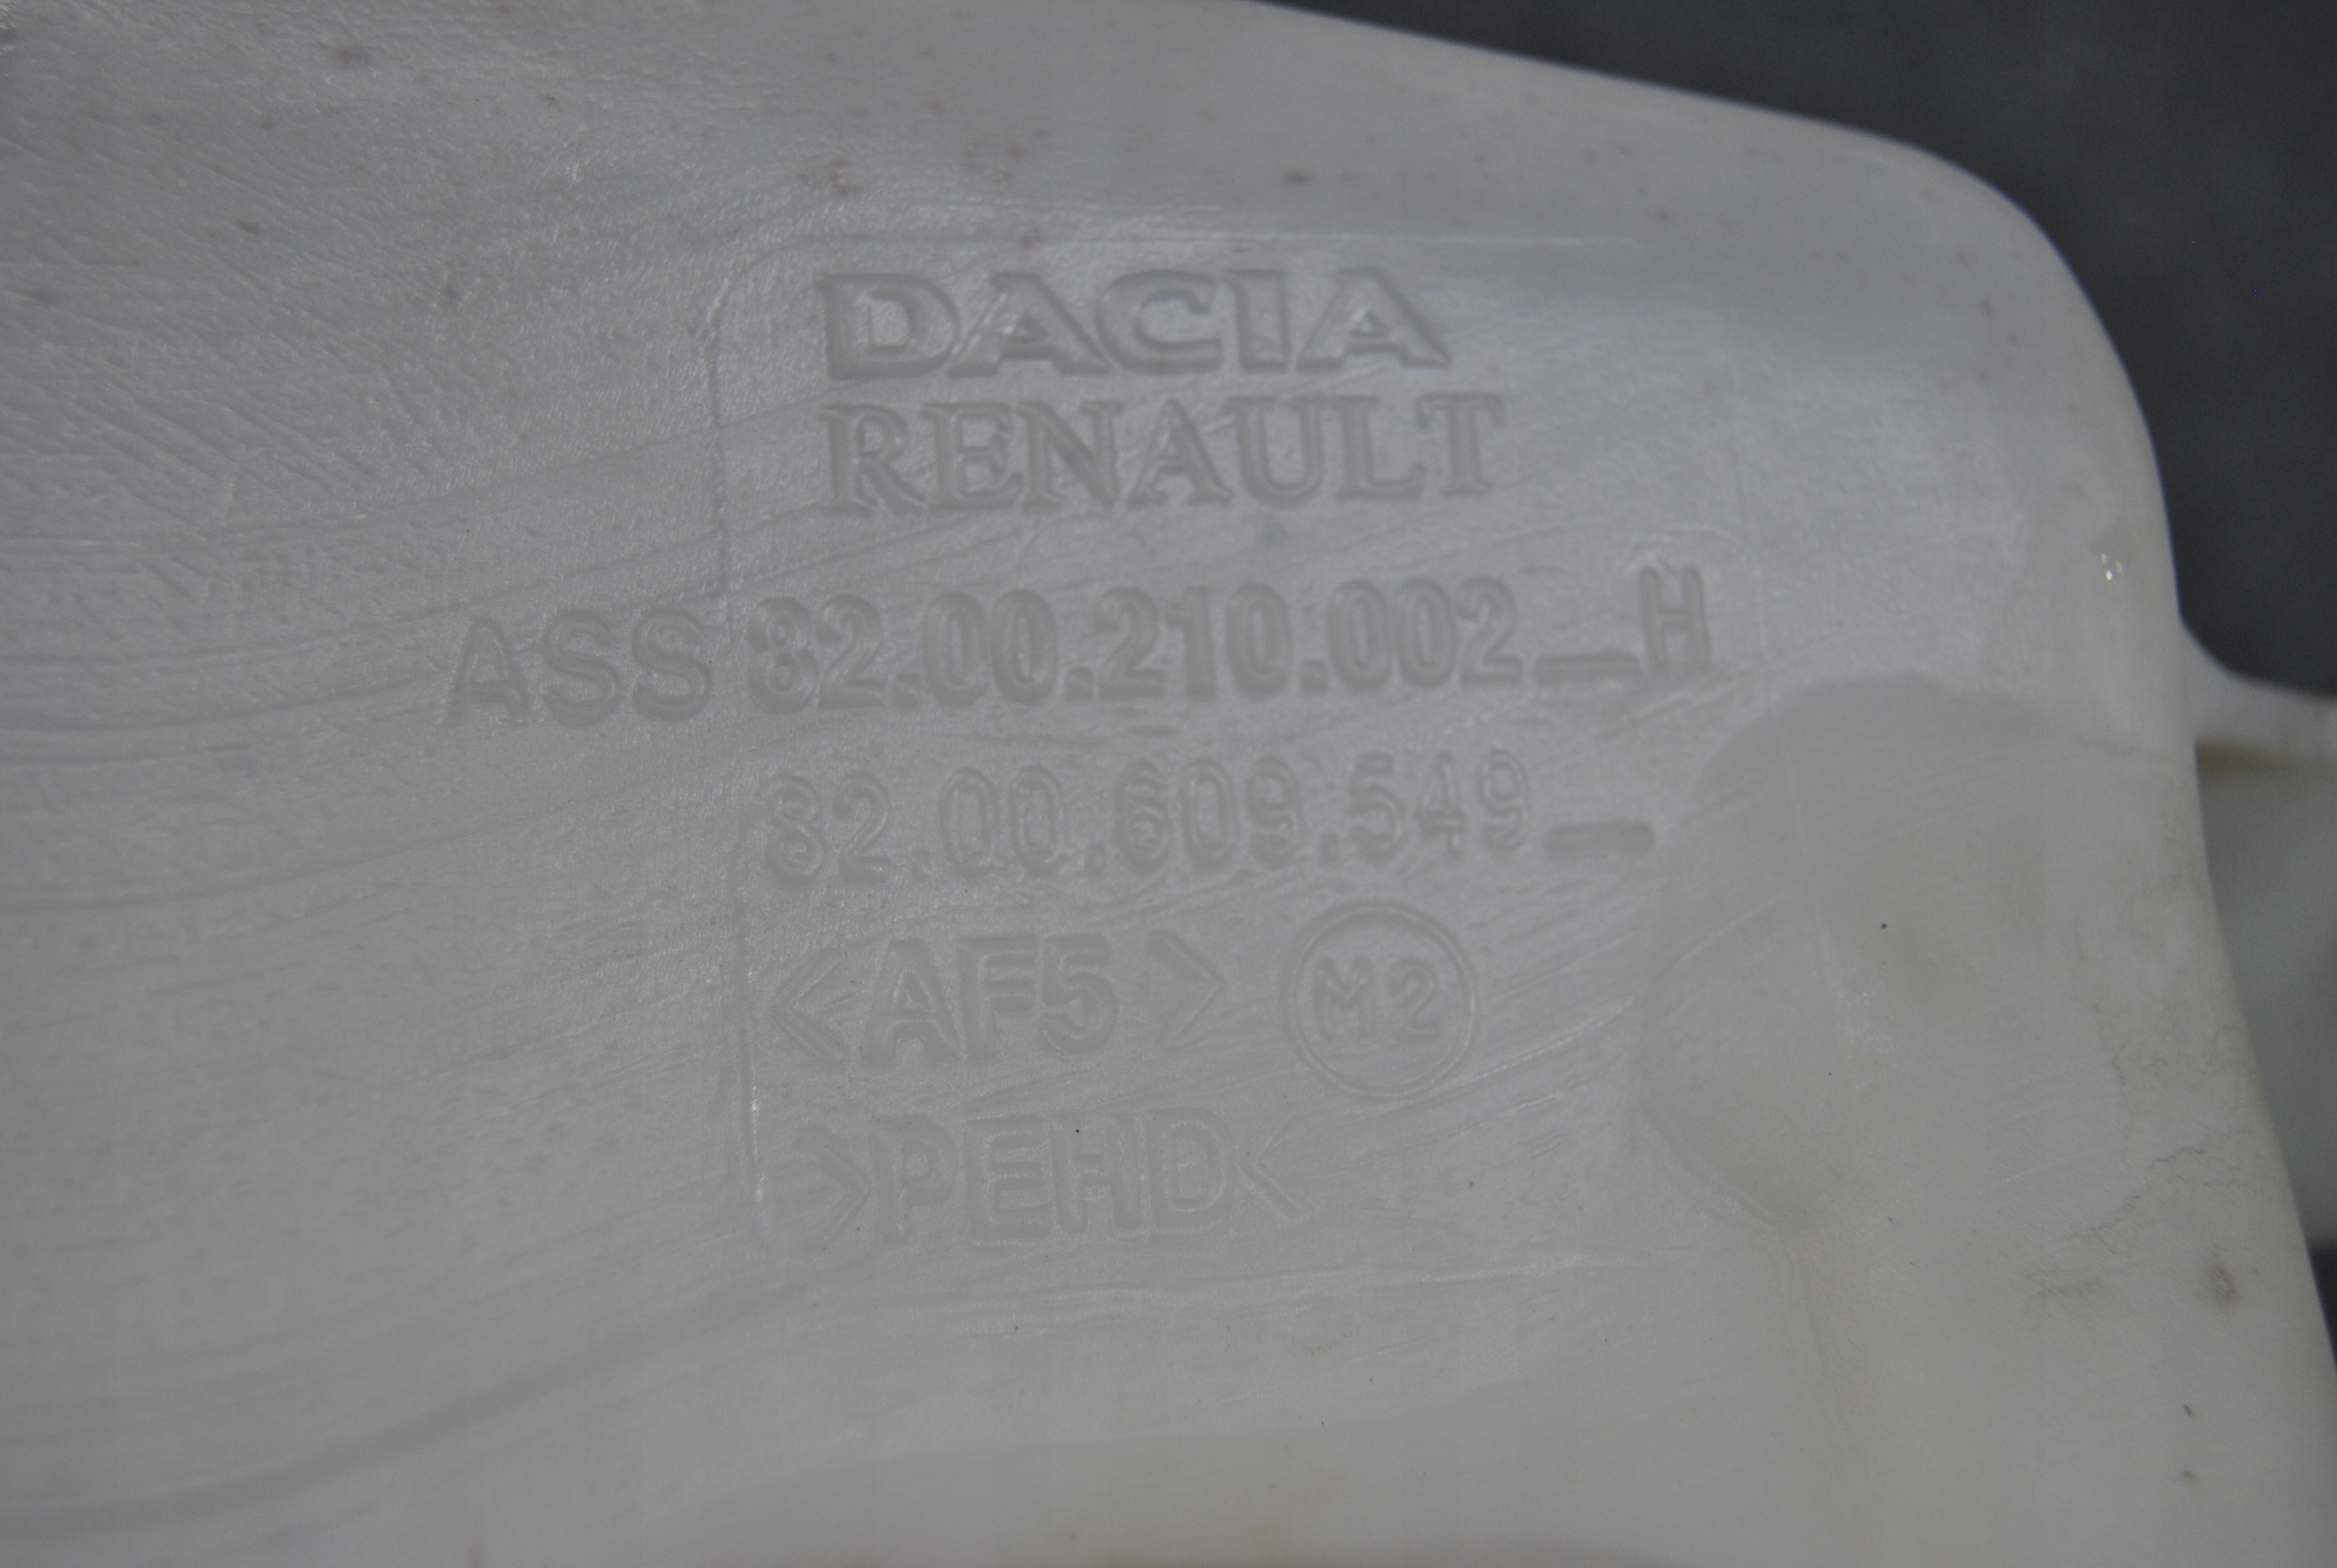 DACIA
RENAULT
ASS 82.00.210.002_H
82.00.609.549_
<AF5> M2
>PEHD<